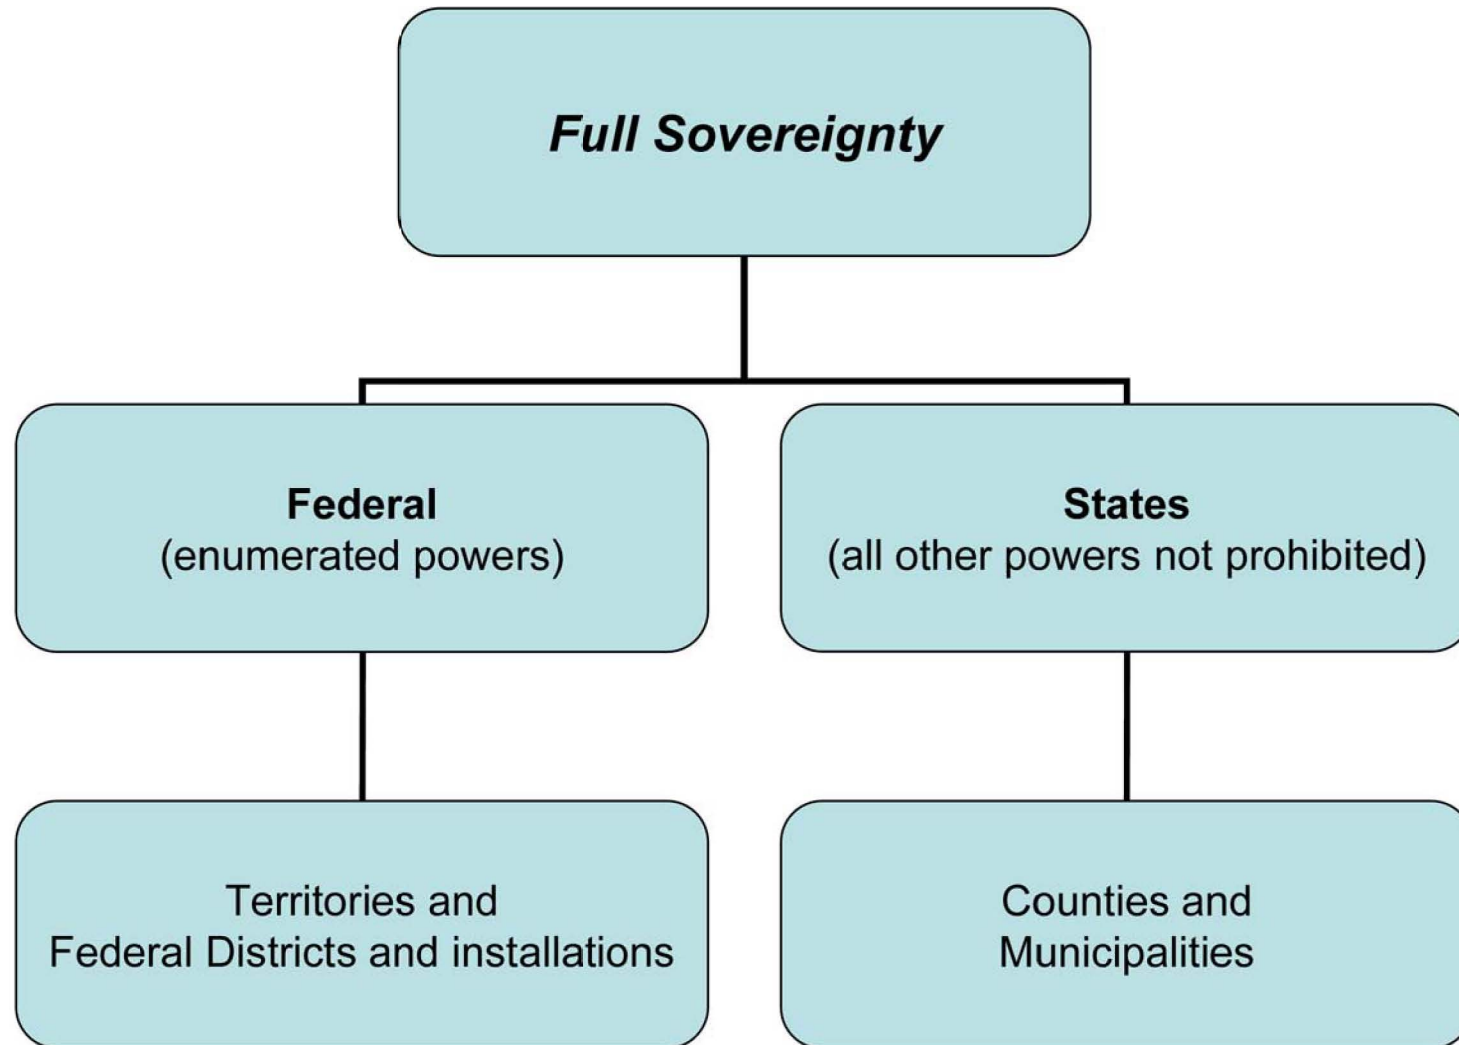 Full Sovereignty
Federal
(enumerated powers)
States
(all other powers not prohibited)
Territories and
Federal Districts and installations
Counties and
Municipalities